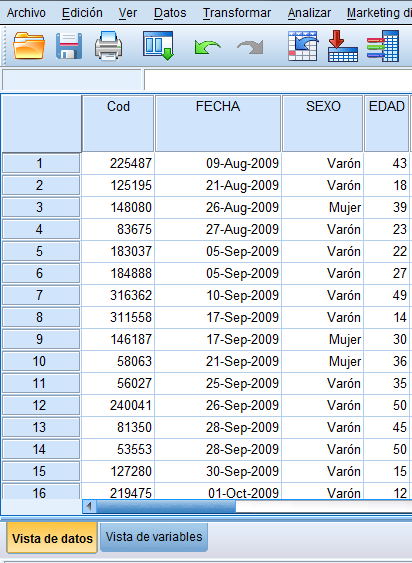 Archivo Edición Ver Datos Transformar Analizar Marketing di
Cod FECHA SEXO EDAD
1 225487 09-Aug-2009 Varón 43
2 125195 21-Aug-2009 Varón 18
3 148080 26-Aug-2009 Mujer 39
4 83675 27-Aug-2009 Varón 23
5 183037 05-Sep-2009 Varón 22
6 184888 05-Sep-2009 Varón 27
7 316362 10-Sep-2009 Varón 49
8 311558 17-Sep-2009 Varón 14
9 146187 17-Sep-2009 Mujer 30
10 58063 21-Sep-2009 Mujer 36
11 56027 25-Sep-2009 Varón 35
12 240041 26-Sep-2009 Varón 50
13 81350 28-Sep-2009 Varón 45
14 53553 28-Sep-2009 Varón 50
15 127280 30-Sep-2009 Varón 15
16 219475 01-Oct-2009 Varón 12
Vista de datos Vista de variables